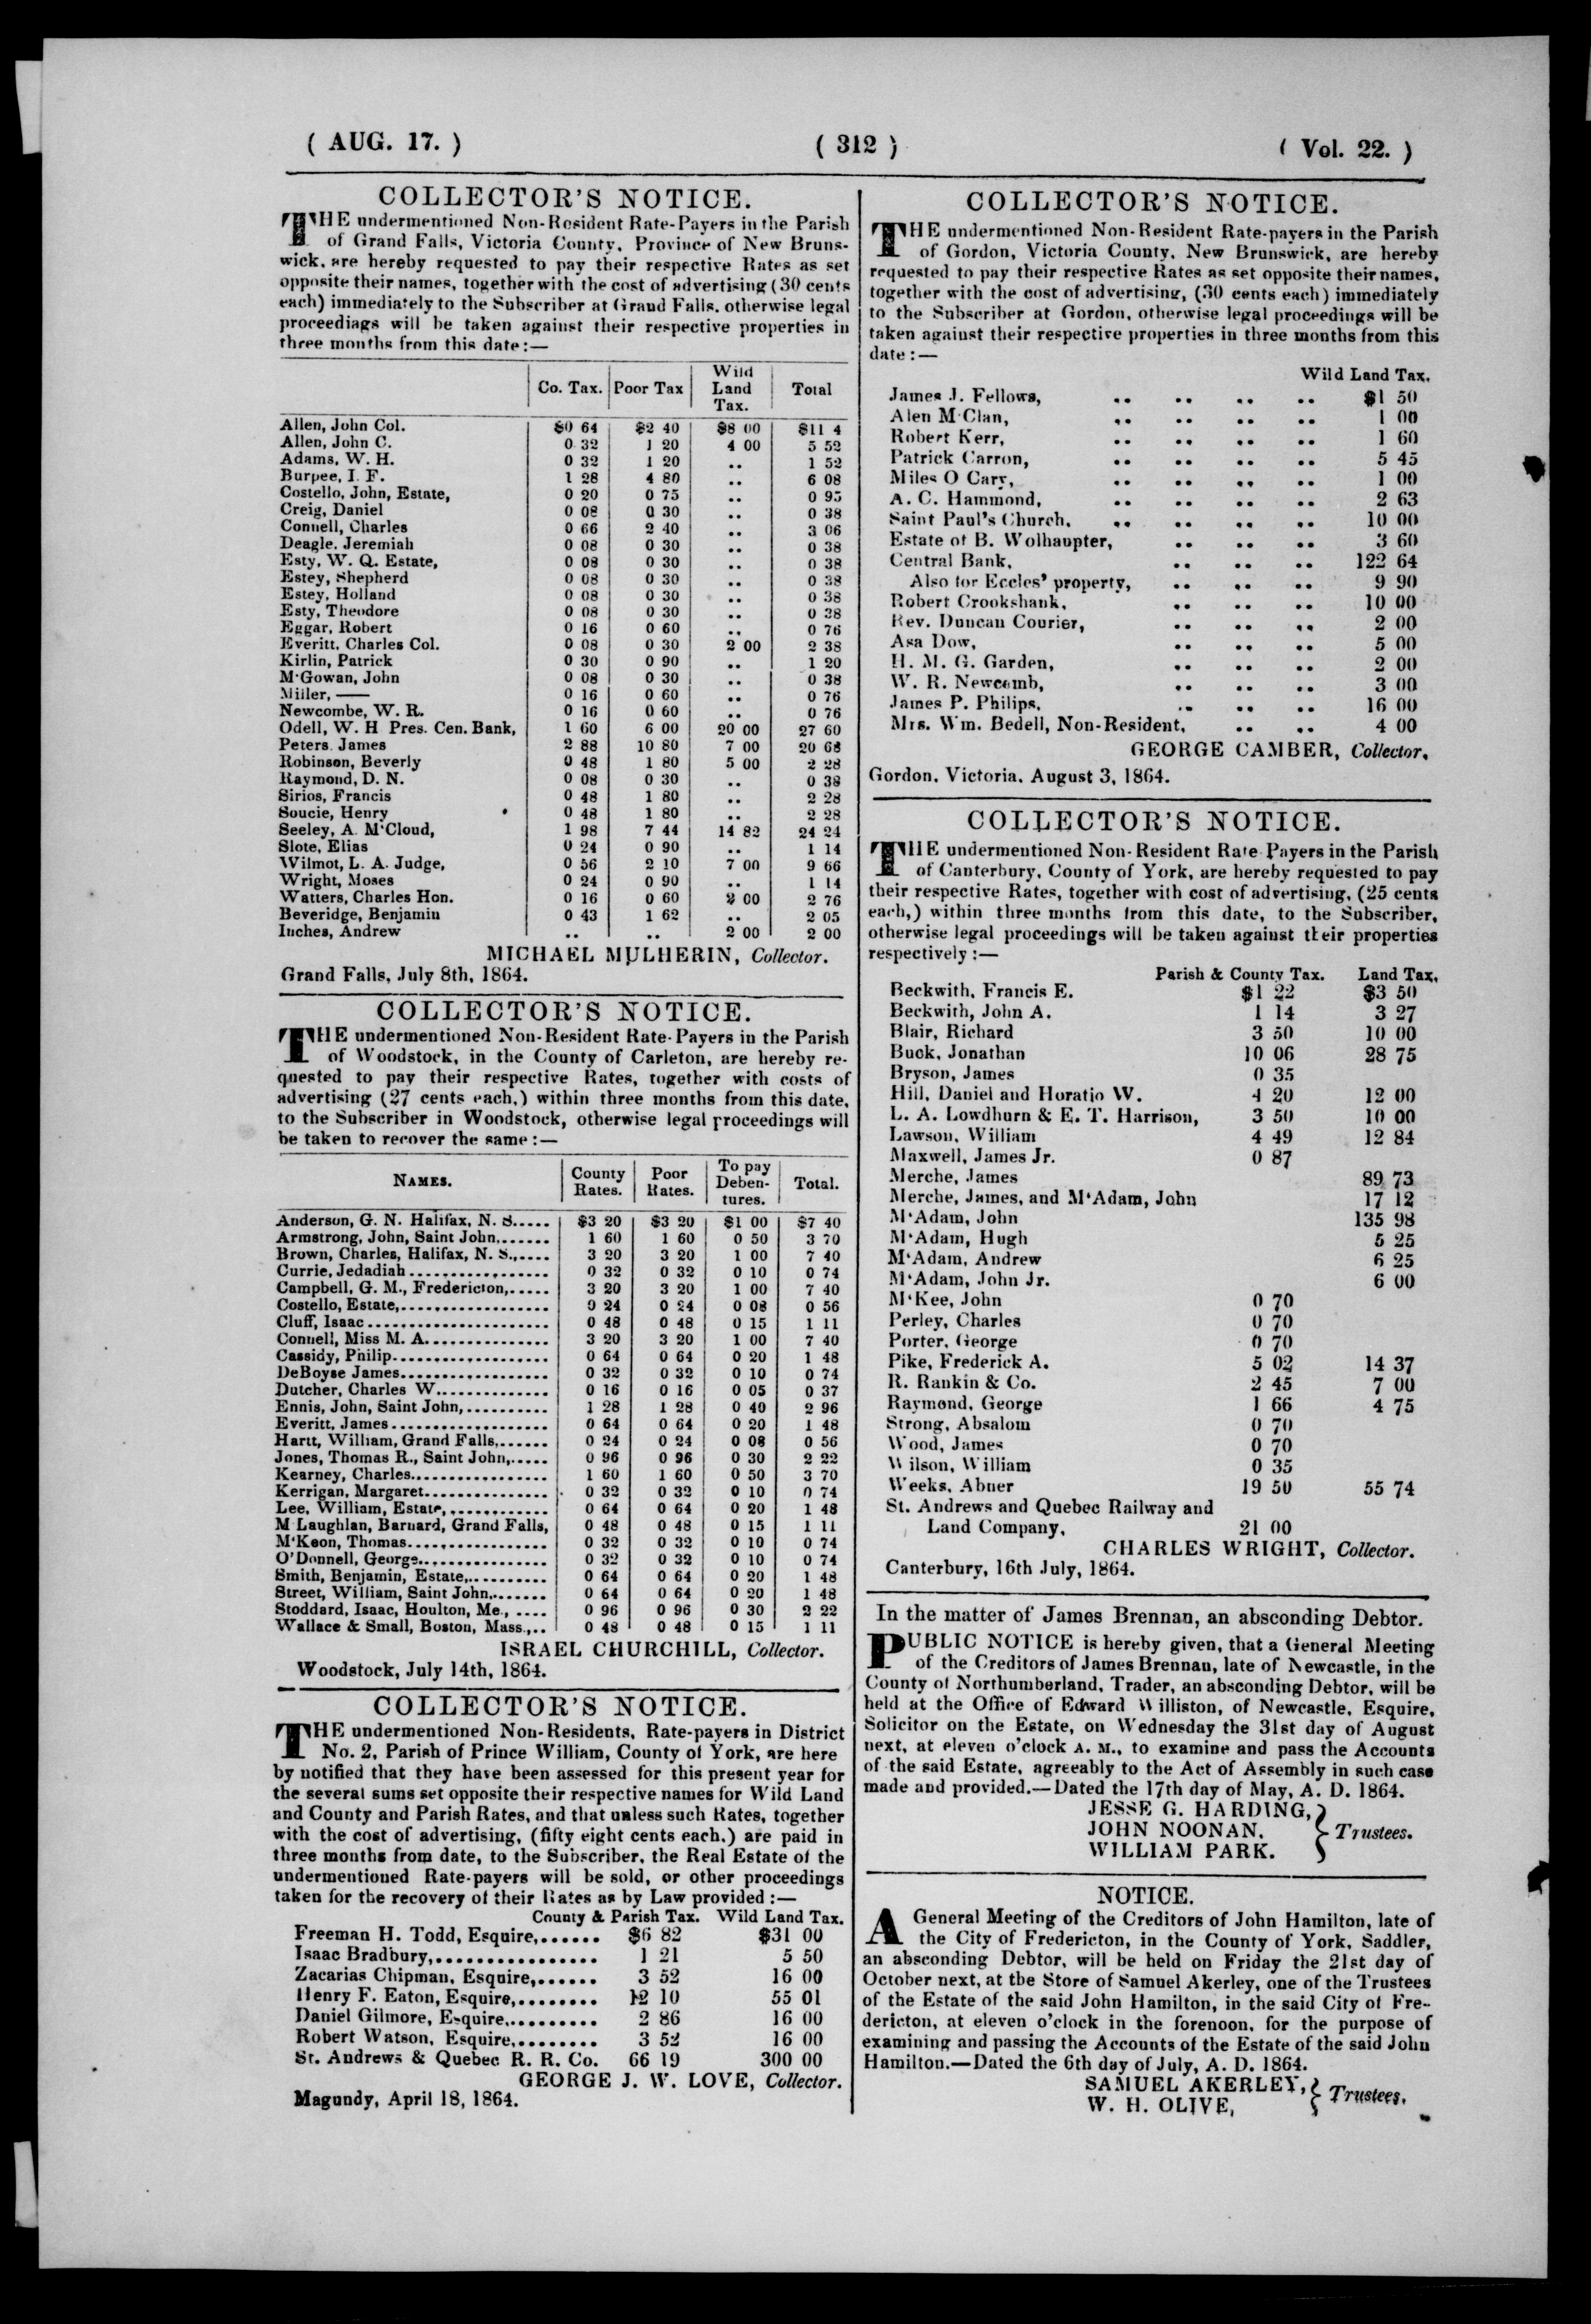 ( AUG. 17. ) ( 312 ) ( Vol. 22. )
COLLECTOR'S NOTICE.
THE undermentioned Non-Resident Rate-Payers in the Parish
of Grand Falls, Victoria County, Province of New Bruns-
wick, are hereby requested to pay their respective Rates as set
opposite their names, together with the cost of advertising (30 cents
each) immediately to the Subscriber at Grand Falls, otherwise legal
proceediags will be taken against their respective properties in
three months from this date:—
Co. Tax. Poor Tax Wild Land Tax. Total
Allen, John Col. $0 64 $2 40 $8 00 $11 4
Allen, John C. 0 32 1 20 4 00 5 52
Adams, W. H. 0 32 1 20 .. 1 52
Burpee, I. F. 1 28 4 80 .. 6 08
Costello, John, Estate, 0 20 0 75 .. 0 95
Creig, Daniel 0 08 0 30 .. 0 38
Connell, Charles 0 66 2 40 .. 3 06
Deagle, Jeremiah 0 08 0 30 .. 0 38
Esty, W. Q. Estate, 0 08 0 30 .. 0 38
Estey, Shepherd 0 08 0 30 .. 0 38
Estey, Holland 0 08 0 30 .. 0 38
Esty, Theodore 0 08 0 30 .. 0 38
Eggar, Robert 0 16 0 60 .. 0 76
Everitt, Charles Col. 0 08 0 30 2 00 2 38
Kirlin, Patrick 0 30 0 90 .. 1 20
M'Gowan, John 0 08 0 30 .. 0 38
Miller, —— 0 16 0 60 .. 0 76
Newcombe, W. R. 0 16 0 60 .. 0 76
Odell, W. H Pres. Cen. Bank, 1 60 6 00 20 00 27 60
Peters James 2 88 10 80 7 00 20 68
Robinson, Beverly 0 48 1 80 5 00 2 28
Raymond, D. N. 0 08 0 30 .. 0 38
Sirios, Francis 0 48 1 80 .. 2 28
Soucie, Henry 0 48 1 80 .. 2 28
Seeley, A. M'Cloud, 1 98 7 44 14 82 24 24
Slote, Elias 0 24 0 90 .. 1 14
Wilmot, L. A. Judge, 0 56 2 10 7 00 9 66
Wright, Moses 0 24 0 90 .. 1 14
Watters, Charles Hon. 0 16 0 60 2 00 2 76
Beveridge, Benjamin 0 43 1 62 .. 2 05
Inches, Andrew .. .. 2 00 2 00
MICHAEL MULHERIN, Collector.
Grand Falls, July 8th, 1864.
COLLECTOR'S NOTICE.
THE undermentioned Non-Resident Rate-Payers in the Parish
of Woodstock, in the County of Carleton, are hereby re-
quested to pay their respective Rates, together with costs of
advertising (27 cents each,) within three months from this date,
to the Subscriber in Woodstock, otherwise legal proceedings will
be taken to recover the same:—
NAMES. County Rates. Poor Rates. To pay Deben- tures. Total.
Anderson, G. N. Halifax, N. S..... $3 20 $3 20 $1 00 $7 40
Armstrong, John, Saint John,...... 1 60 1 60 0 50 3 70
Brown, Charles, Halifax, N. S.,.... 3 20 3 20 1 00 7 40
Currie, Jedadiah................. 0 32 0 32 0 10 0 74
Campbell, G. M., Fredericton,..... 3 20 3 20 1 00 7 40
Costello, Estate,.................. 0 24 0 24 0 08 0 56
Cluff, Isaac...................... 0 48 0 48 0 15 1 11
Connell, Miss M. A............... 3 20 3 20 1 00 7 40
Cassidy, Philip................... 0 64 0 64 0 20 1 48
DeBoyse James.................. 0 32 0 32 0 10 0 74
Dutcher, Charles W.............. 0 16 0 16 0 05 0 37
Ennis, John, Saint John,.......... 1 28 1 28 0 40 2 96
Everitt, James................... 0 64 0 64 0 20 1 48
Hartt, William, Grand Falls,...... 0 24 0 24 0 08 0 56
Jones, Thomas R., Saint John,..... 0 96 0 96 0 30 2 22
Kearney, Charles................. 1 60 1 60 0 50 3 70
Kerrigan, Margaret............... 0 32 0 32 0 10 0 74
Lee, William, Estate,............. 0 64 0 64 0 20 1 48
M Laughlan, Barnard, Grand Falls, 0 48 0 48 0 15 1 11
M'Keon, Thomas................. 0 32 0 32 0 10 0 74
O'Donnell, George................ 0 32 0 32 0 10 0 74
Smith, Benjamin, Estate,.......... 0 64 0 64 0 20 1 48
Street, William, Saint John,....... 0 64 0 64 0 20 1 48
Stoddard, Isaac, Houlton, Me., .... 0 96 0 96 0 30 2 22
Wallace & Small, Boston, Mass.,.. 0 48 0 48 0 15 1 11
ISRAEL CHURCHILL, Collector.
Woodstock, July 14th, 1864.
COLLECTOR'S NOTICE.
THE undermentioned Non-Residents, Rate-payers in District
No. 2, Parish of Prince William, County of York, are here
by notified that they have been assessed for this present year for
the several sums set opposite their respective names for Wild Land
and County and Parish Rates, and that unless such Rates, together
with the cost of advertising, (fifty eight cents each,) are paid in
three months from date, to the Subscriber, the Real Estate of the
undermentioned Rate-payers will be sold, or other proceedings
taken for the recovery of their Rates as by Law provided:—
County & Parish Tax. Wild Land Tax.
Freeman H. Todd, Esquire,...... $6 82 $31 00
Isaac Bradbury,................ 1 21 5 50
Zacarias Chipman, Esquire,...... 3 52 16 00
Henry F. Eaton, Esquire,........ 12 10 55 01
Daniel Gilmore, Esquire,......... 2 86 16 00
Robert Watson, Esquire,......... 3 52 16 00
St. Andrews & Quebec R. R. Co. 66 19 300 00
GEORGE J. W. LOVE, Collector.
Magundy, April 18, 1864.
COLLECTOR'S NOTICE.
THE undermentioned Non-Resident Rate-payers in the Parish
of Gordon, Victoria County, New Brunswick, are hereby
requested to pay their respective Rates as set opposite their names,
together with the cost of advertising, (30 cents each) immediately
to the Subscriber at Gordon, otherwise legal proceedings will be
taken against their respective properties in three months from this
date:—
Wild Land Tax.
James J. Fellows, .. .. .. .. $1 50
Alen M'Clan, .. .. .. .. 1 00
Robert Kerr, .. .. .. .. 1 60
Patrick Carron, .. .. .. .. 5 45
Miles O Cary, .. .. .. .. 1 00
A. C. Hammond, .. .. .. .. 2 63
Saint Paul's Church, .. .. .. .. 10 00
Estate of B. Wolhaupter, .. .. .. 3 60
Central Bank, .. .. .. 122 64
Also for Eccles' property, .. .. .. 9 90
Robert Crookshank, .. .. .. 10 00
Rev. Duncan Courier, .. .. .. 2 00
Asa Dow, .. .. .. 5 00
H. M. G. Garden, .. .. .. 2 00
W. R. Newcomb, .. .. .. 3 00
James P. Philips, .. .. .. 16 00
Mrs. Wm. Bedell, Non-Resident, .. .. 4 00
GEORGE CAMBER, Collector.
Gordon, Victoria, August 3, 1864.
COLLECTOR'S NOTICE.
THE undermentioned Non-Resident Rate Payers in the Parish
of Canterbury, County of York, are hereby requested to pay
their respective Rates, together with cost of advertising, (25 cents
each,) within three months from this date, to the Subscriber,
otherwise legal proceedings will be taken against their properties
respectively:—
Parish & County Tax. Land Tax.
Beckwith, Francis E. $1 22 $3 50
Beckwith, John A. 1 14 3 27
Blair, Richard 3 50 10 00
Buck, Jonathan 10 06 28 75
Bryson, James 0 35
Hill, Daniel and Horatio W. 4 20 12 00
L. A. Lowdhurn & E. T. Harrison, 3 50 10 00
Lawson, William 4 49 12 84
Maxwell, James Jr. 0 87
Merche, James 89 73
Merche, James, and M'Adam, John 17 12
M'Adam, John 135 98
M'Adam, Hugh 5 25
M'Adam, Andrew 6 25
M'Adam, John Jr. 6 00
M'Kee, John 0 70
Perley, Charles 0 70
Porter, George 0 70
Pike, Frederick A. 5 02 14 37
R. Rankin & Co. 2 45 7 00
Raymond, George 1 66 4 75
Strong, Absalom 0 70
Wood, James 0 70
Wilson, William 0 35
Weeks, Abner 19 50 55 74
St. Andrews and Quebec Railway and
Land Company, 21 00
CHARLES WRIGHT, Collector.
Canterbury, 16th July, 1864.
In the matter of James Brennan, an absconding Debtor.
PUBLIC NOTICE is hereby given, that a General Meeting
of the Creditors of James Brennan, late of Newcastle, in the
County of Northumberland, Trader, an absconding Debtor, will be
held at the Office of Edward Williston, of Newcastle, Esquire,
Solicitor on the Estate, on Wednesday the 31st day of August
next, at eleven o'clock A. M., to examine and pass the Accounts
of the said Estate, agreeably to the Act of Assembly in such case
made and provided.—Dated the 17th day of May, A. D. 1864.
JESSE G. HARDING,
JOHN NOONAN, Trustees.
WILLIAM PARK.
NOTICE.
A General Meeting of the Creditors of John Hamilton, late of
the City of Fredericton, in the County of York, Saddler,
an absconding Debtor, will be held on Friday the 21st day of
October next, at the Store of Samuel Akerley, one of the Trustees
of the Estate of the said John Hamilton, in the said City of Fre-
dericton, at eleven o'clock in the forenoon, for the purpose of
examining and passing the Accounts of the Estate of the said John
Hamilton.—Dated the 6th day of July, A. D. 1864.
SAMUEL AKERLEY, Trustees.
W. H. OLIVE,